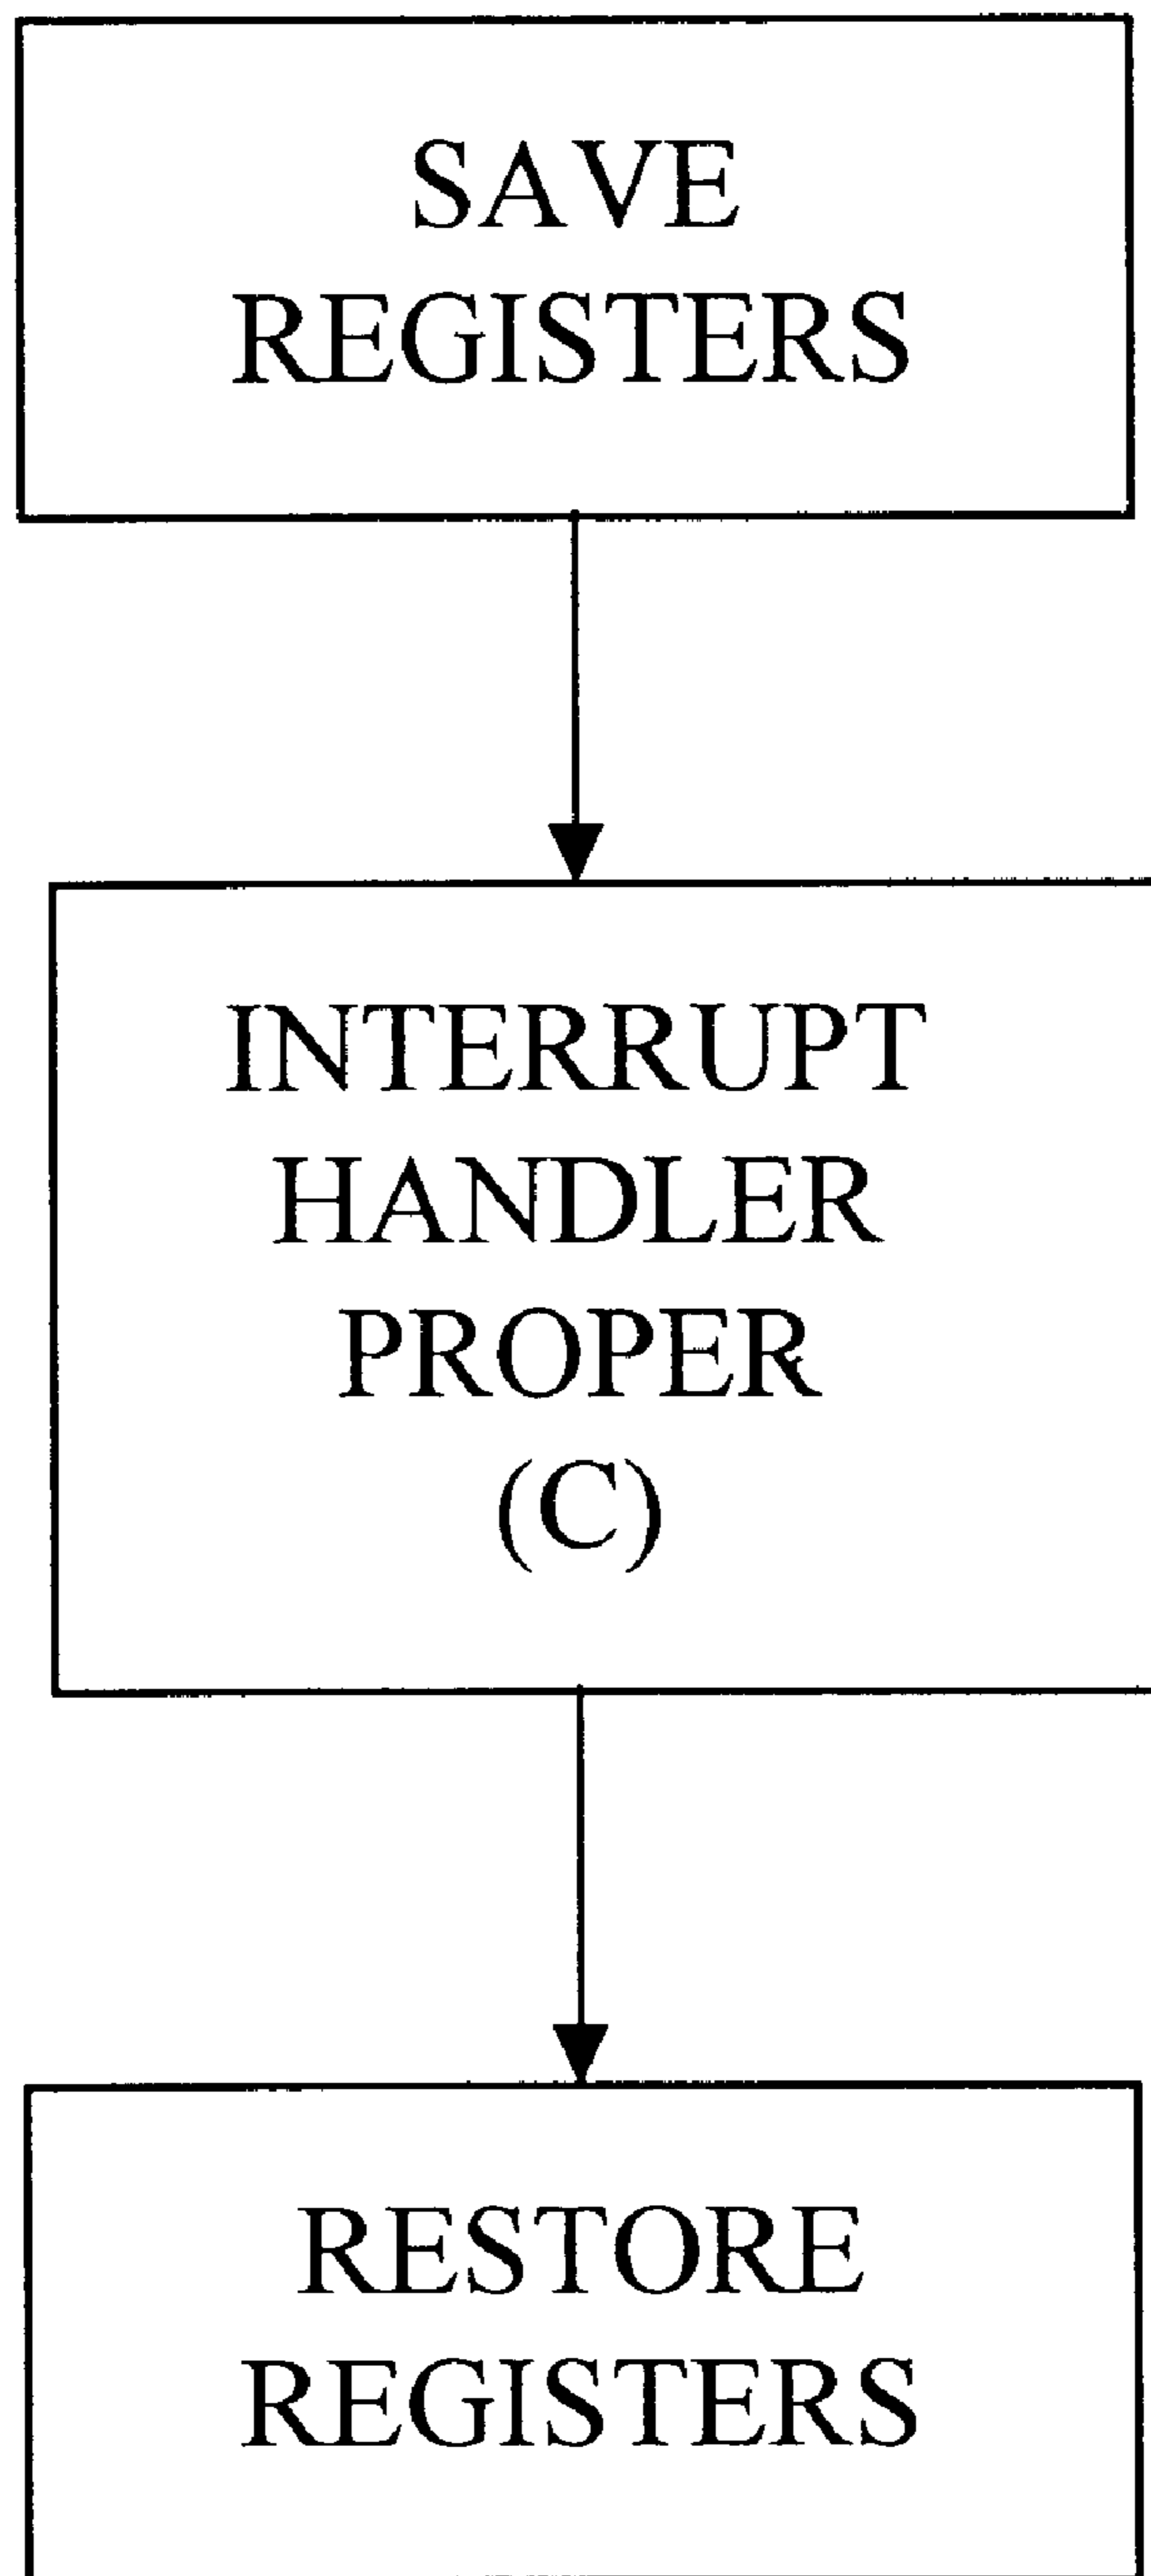 SAVE
REGISTERS
INTERRUPT
HANDLER
PROPER
(C)
RESTORE
REGISTERS